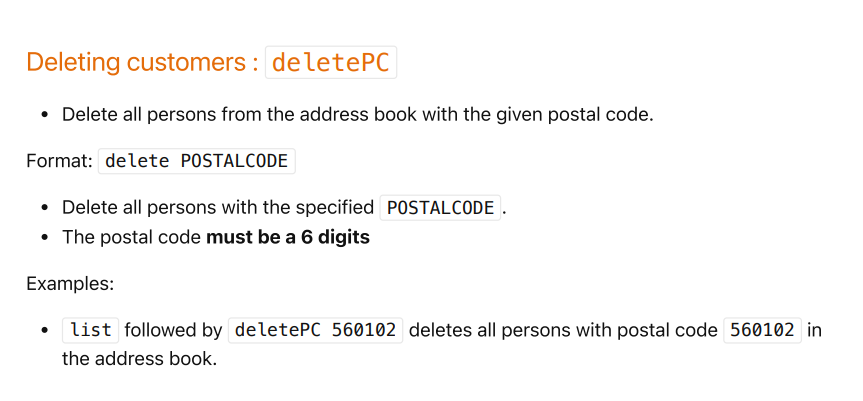 Deleting customers : deletePC
• Delete all persons from the address book with the given postal code.
Format: delete POSTALCODE
• Delete all persons with the specified POSTALCODE.
• The postal code must be a 6 digits
Examples:
• list followed by deletePC 560102 deletes all persons with postal code 560102 in
the address book.